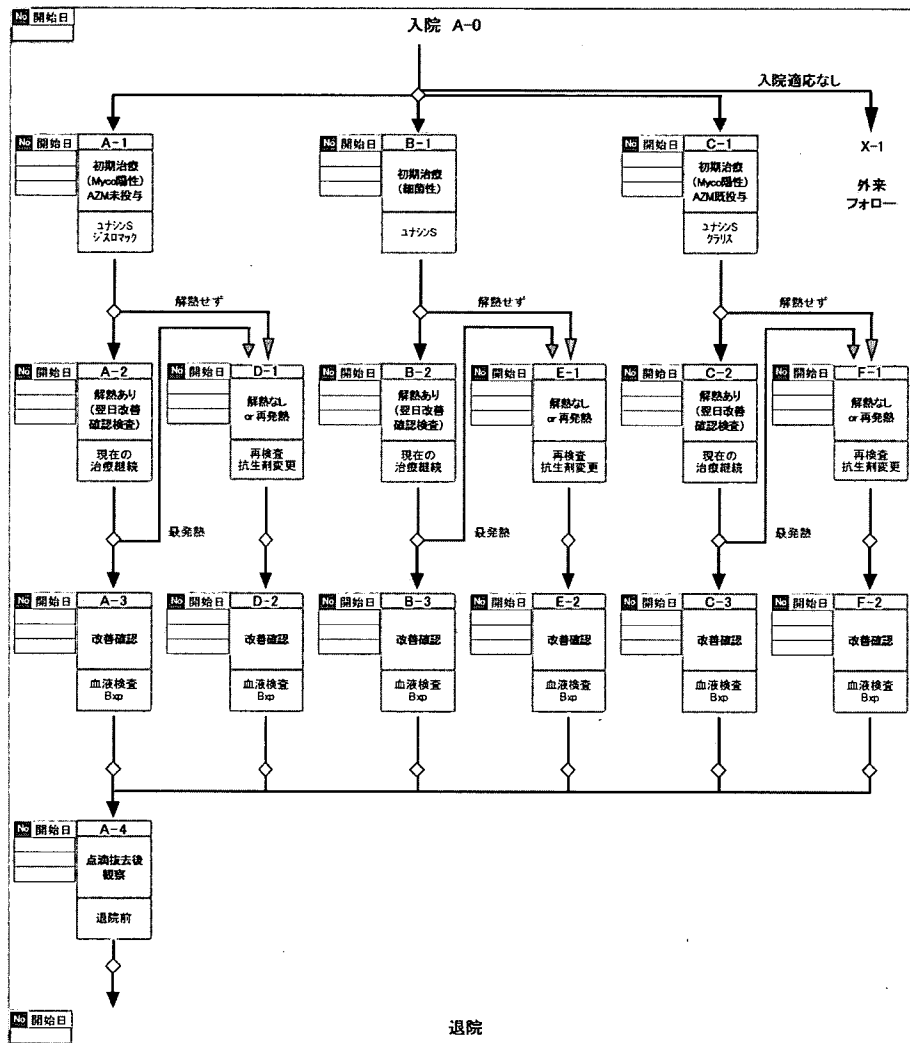 No 開始日
入院 A-0
入院適応なし
No 開始日
A-1
初期治療
(Myco陽性)
AZM未投与
ユナシンS
ジスロマック
No 開始日
B-1
初期治療
(細菌性)
ユナシンS
No 開始日
C-1
初期治療
(Myco陽性)
AZM既投与
ユナシンS
クラリス
X-1
外来
フォロー
解熱せず
解熱せず
解熱せず
No 開始日
A-2
解熱あり
(翌日改善
確認検査)
現在の
治療継続
No 開始日
D-1
解熱なし
or再発熱
再検査
抗生剤変更
No 開始日
B-2
解熱あり
(翌日改善
確認検査)
現在の
治療継続
No 開始日
E-1
解熱なし
or再発熱
再検査
抗生剤変更
No 開始日
C-2
解熱あり
(翌日改善
確認検査)
現在の
治療継続
No 開始日
F-1
解熱なし
or再発熱
再検査
抗生剤変更
最発熱
最発熱
最発熱
No 開始日
A-3
改善確認
血液検査
Bxp
No 開始日
D-2
改善確認
血液検査
Bxp
No 開始日
B-3
改善確認
血液検査
Bxp
No 開始日
E-2
改善確認
血液検査
Bxp
No 開始日
C-3
改善確認
血液検査
Bxp
No 開始日
F-2
改善確認
血液検査
Bxp
No 開始日
A-4
点滴抜去後
観察
退院前
No 開始日
退院